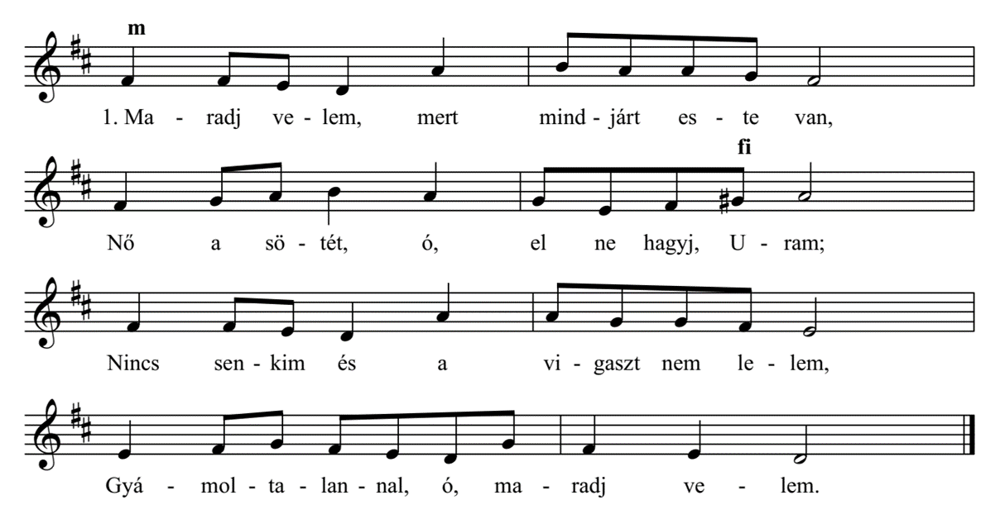 m
1. Ma - radj ve - lem, mert mind - járt es - te van,
fi
Nő a sö - tét, ó, el ne hagyj, U - ram;
Nincs sen - kim és a vi - gaszt nem le - lem,
Gyá - mol - ta - lan - nal, ó, ma - radj ve - lem.